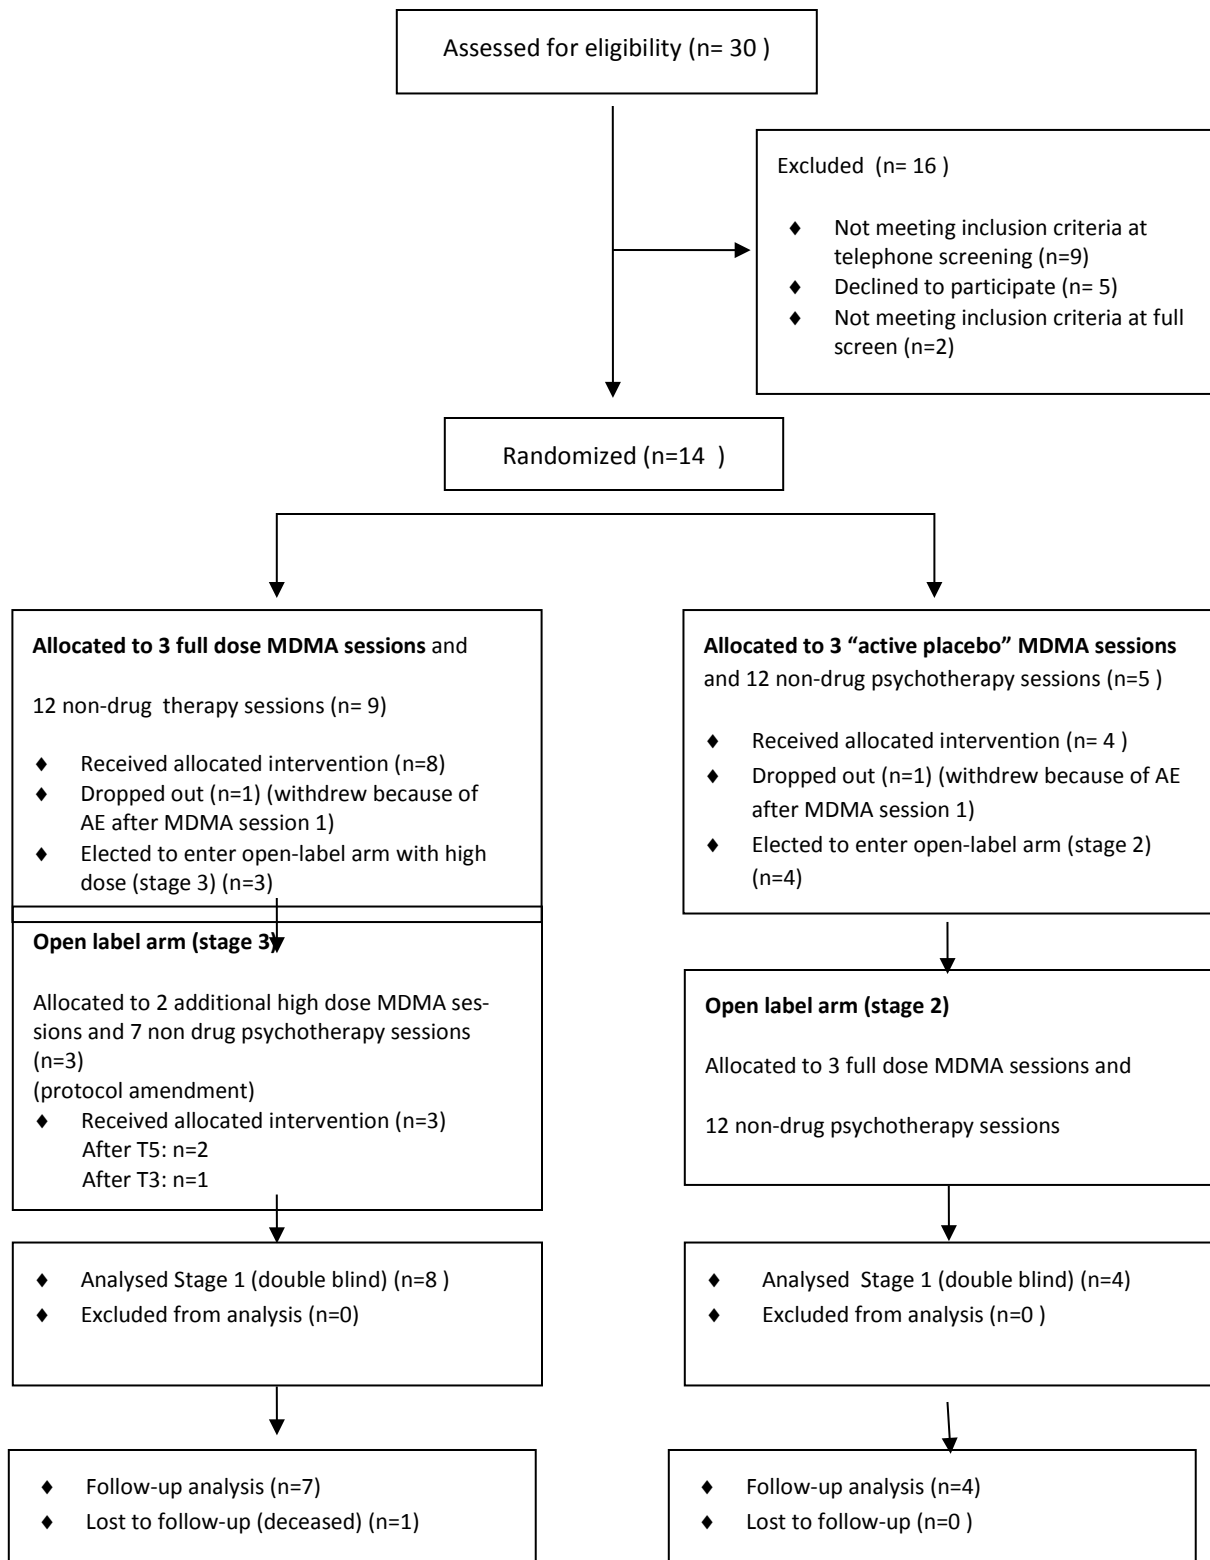 Assessed for eligibility (n= 30 )
Excluded (n= 16 )
♦ Not meeting inclusion criteria at
telephone screening (n=9)
♦ Declined to participate (n= 5)
♦ Not meeting inclusion criteria at full
screen (n=2)
Randomized (n=14 )
Allocated to 3 full dose MDMA sessions and
12 non-drug therapy sessions (n= 9)
♦ Received allocated intervention (n=8)
♦ Dropped out (n=1) (withdrew because of
AE after MDMA session 1)
♦ Elected to enter open-label arm with high
dose (stage 3) (n=3)
Open label arm (stage 3)
Allocated to 2 additional high dose MDMA ses-
sions and 7 non drug psychotherapy sessions
(n=3)
(protocol amendment)
♦ Received allocated intervention (n=3)
After T5: n=2
After T3: n=1
♦ Analysed Stage 1 (double blind) (n=8 )
♦ Excluded from analysis (n=0)
♦ Follow-up analysis (n=7)
♦ Lost to follow-up (deceased) (n=1)
Allocated to 3 “active placebo” MDMA sessions
and 12 non-drug psychotherapy sessions (n=5 )
♦ Received allocated intervention (n= 4 )
♦ Dropped out (n=1) (withdrew because of AE
after MDMA session 1)
♦ Elected to enter open-label arm (stage 2)
(n=4)
Open label arm (stage 2)
Allocated to 3 full dose MDMA sessions and
12 non-drug psychotherapy sessions
♦ Analysed Stage 1 (double blind) (n=4)
♦ Excluded from analysis (n=0 )
♦ Follow-up analysis (n=4)
♦ Lost to follow-up (n=0 )